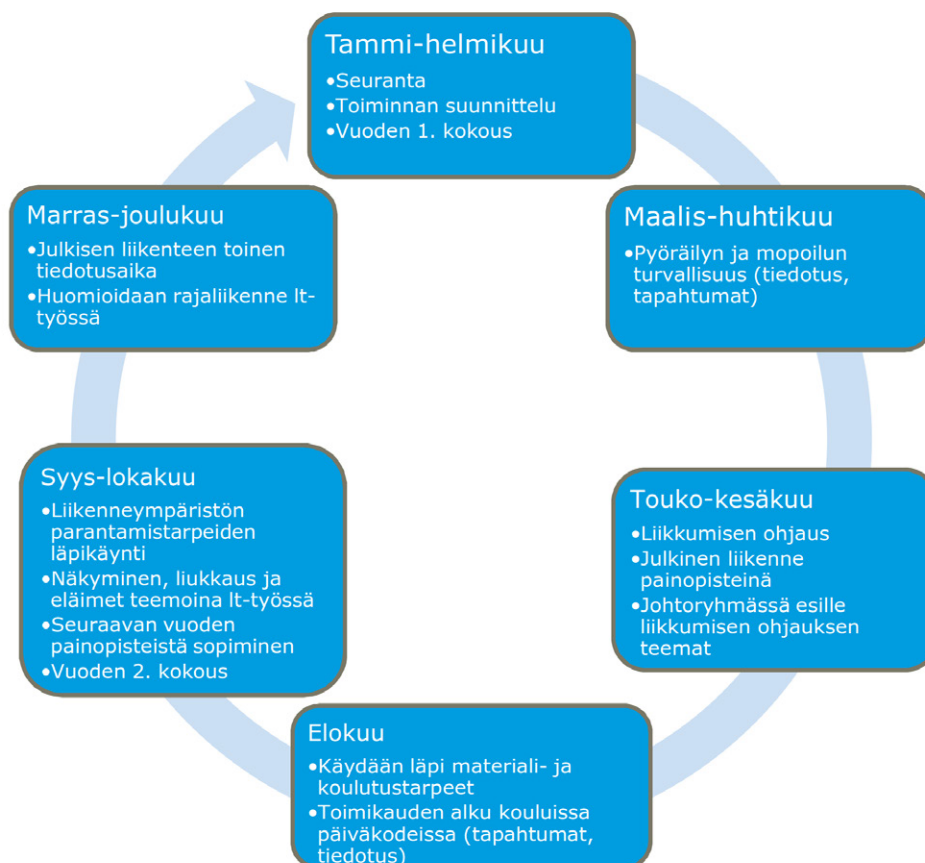 Tammi-helmikuu
•Seuranta
•Toiminnan suunnittelu
•Vuoden 1. kokous
Maalis-huhtikuu
•Pyöräilyn ja mopoilun
turvallisuus (tiedotus,
tapahtumat)
Touko-kesäkuu
•Liikkumisen ohjaus
•Julkinen liikenne
painopisteinä
•Johtoryhmässä esille
liikkumisen ohjauksen
teemat
Elokuu
•Käydään läpi materiali- ja
koulutustarpeet
•Toimikauden alku kouluissa
päiväkodeissa (tapahtumat,
tiedotus)
Syys-lokakuu
•Liikenneympäristön
parantamistarpeiden
läpikäynti
•Näkyminen, liukkaus ja
eläimet teemoina lt-työssä
•Seuraavan vuoden
painopisteistä sopiminen
•Vuoden 2. kokous
Marras-joulukuu
•Julkisen liikenteen toinen
tiedotusaika
•Huomioidaan rajaliikenne lt-
työssä